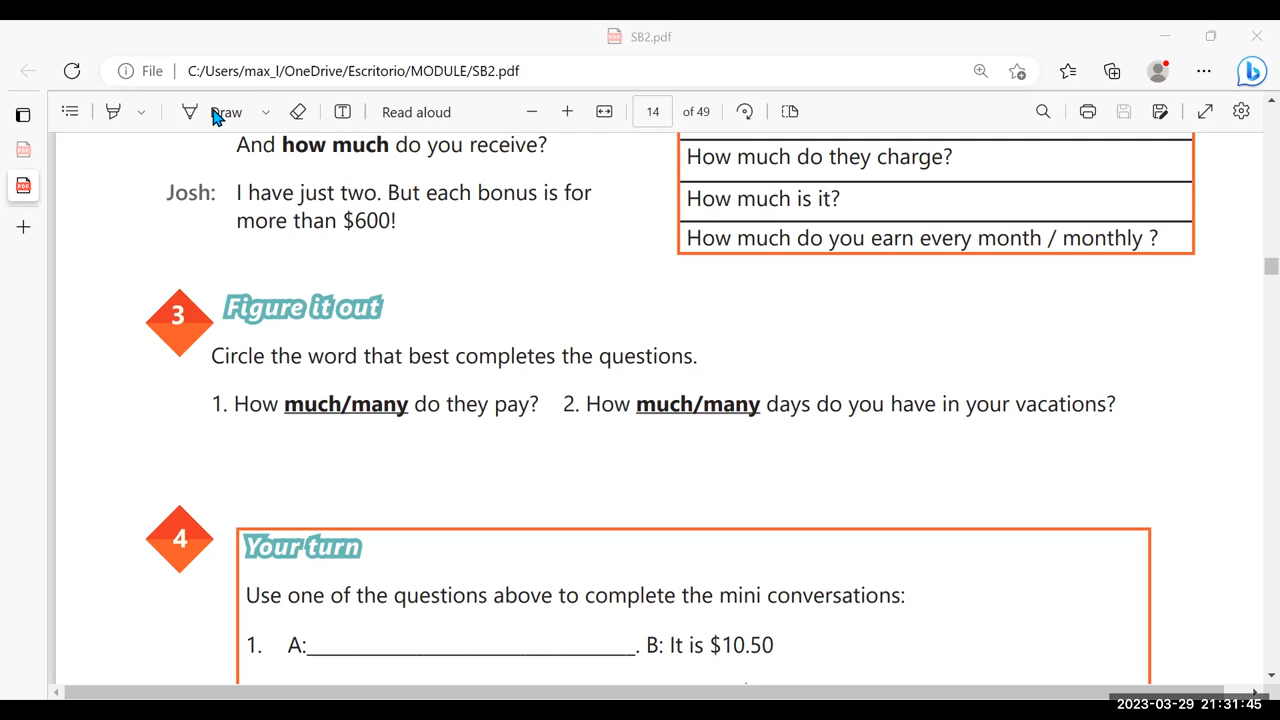 SB2.pdf
File
C:/Users/max_l/OneDrive/Escritorio/MODULE/SB2.pdf
Draw
Read aloud
14
of 49
And how much do you receive?
Josh: I have just two. But each bonus is for
more than $600!
How much do they charge?
How much is it?
How much do you earn every month / monthly ?
3
Figure it out
Circle the word that best completes the questions.
1. How much/many do they pay? 2. How much/many days do you have in your vacations?
4
Your turn
Use one of the questions above to complete the mini conversations:
1. A:______________________________. B: It is $10.50
2023-03-29 21:31:45